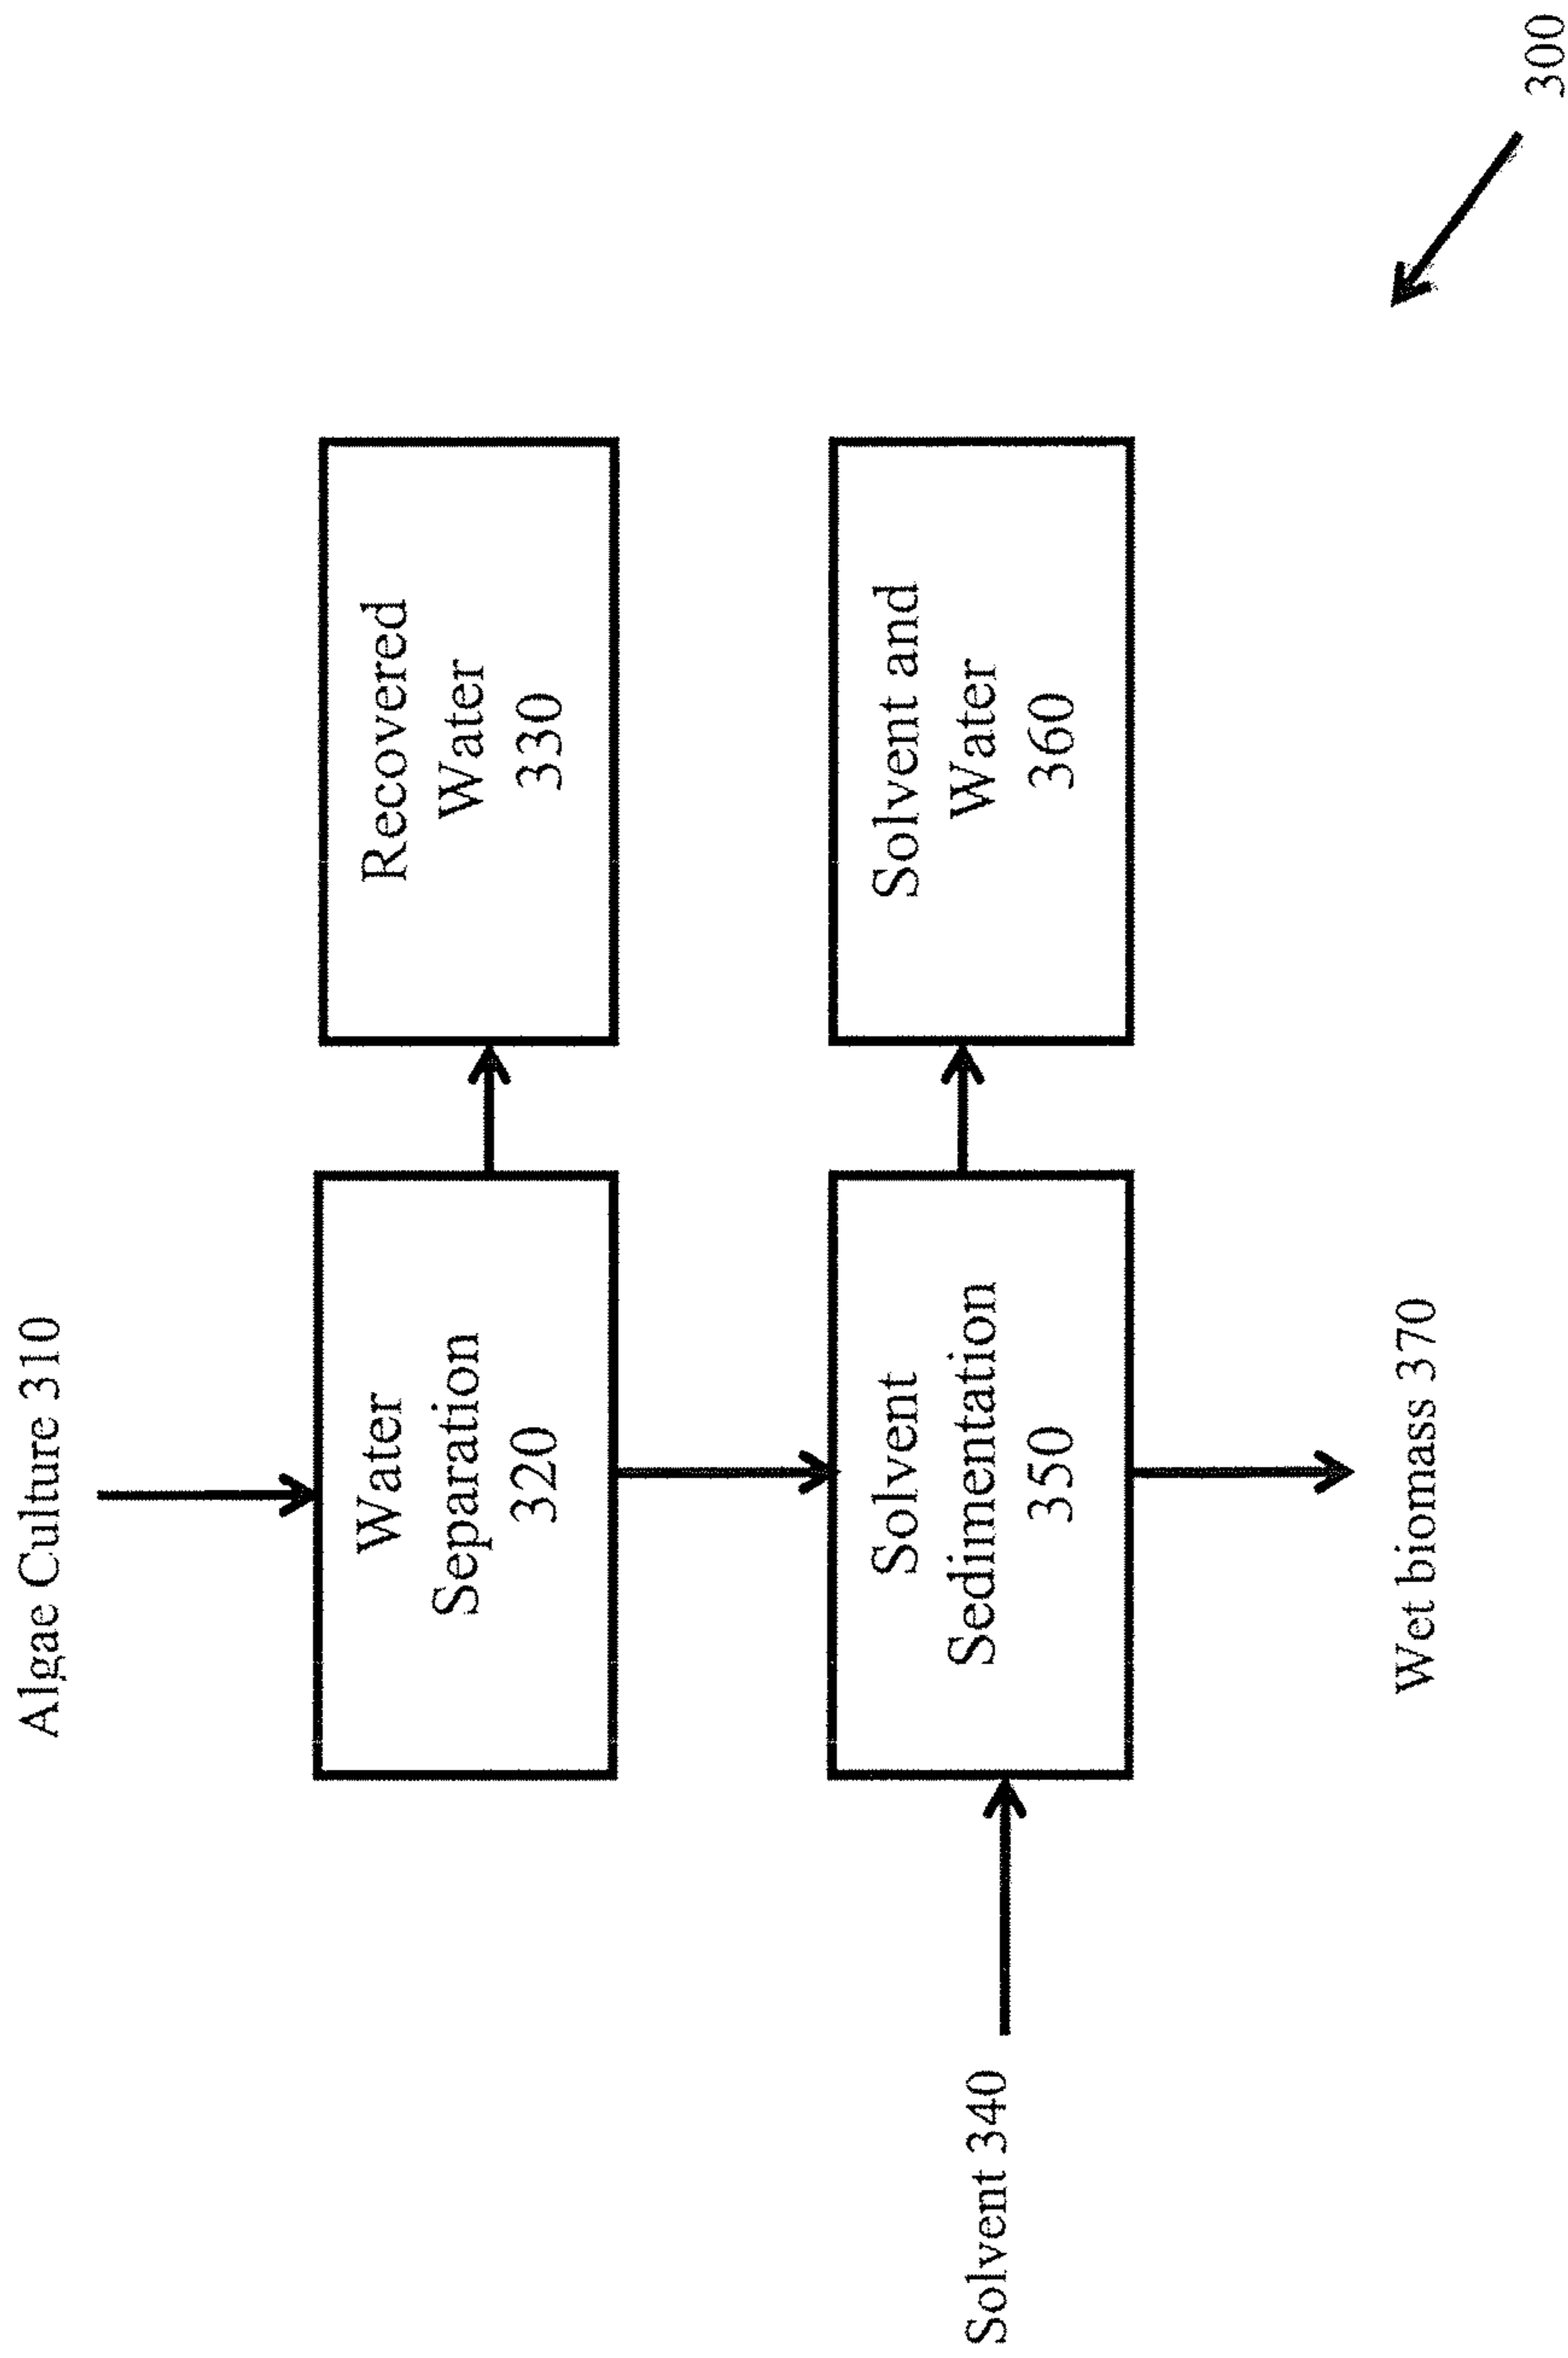 Algae Culture 310
Water
Separation
320
Recovered
Water
330
Solvent 340
Solvent
Sedimentation
350
Solvent and
Water
360
Wet biomass 370
300